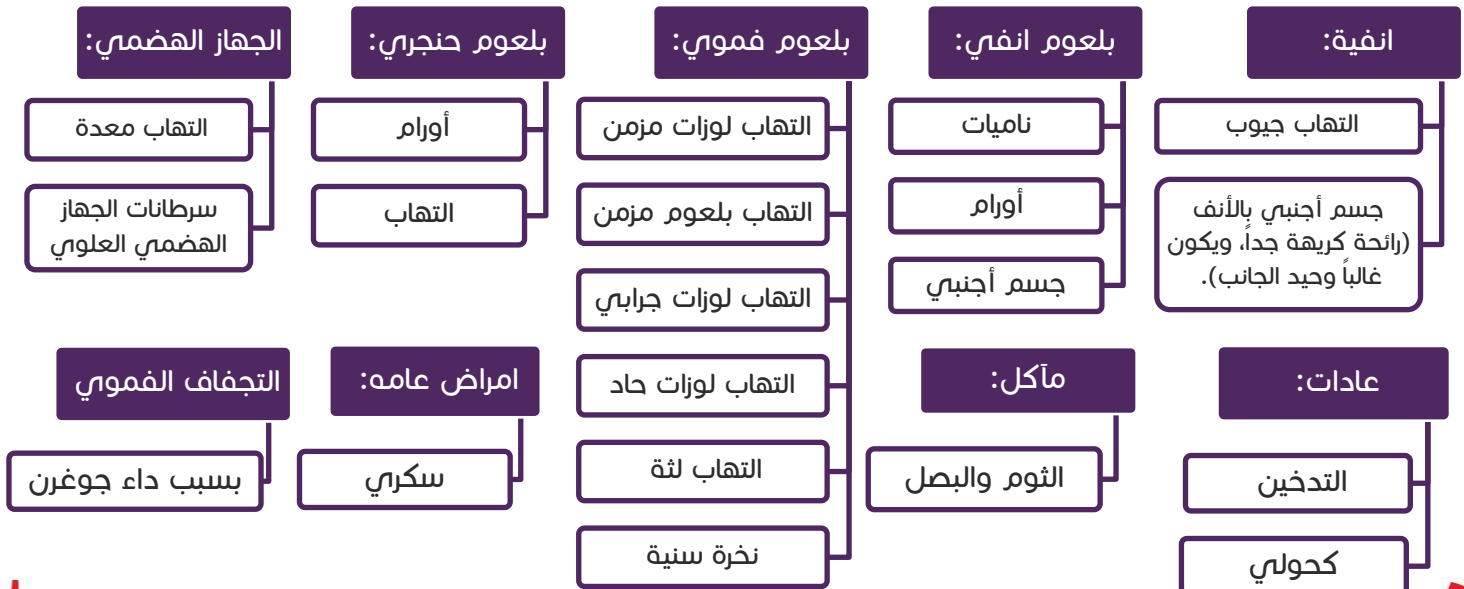 انفية:
التهاب جيوب
جسم أجنبي بالأنف
(رائحة كريهة جداً، ويكون
غالباً وحيد الجانب).
بلعوم انفي:
ناميات
أورام
جسم أجنبي
بلعوم فموي:
التهاب لوزات مزمن
التهاب بلعوم مزمن
التهاب لوزات جرابي
التهاب لوزات حاد
التهاب لثة
نخرة سنية
بلعوم حنجري:
أورام
التهاب
الجهاز الهضمي:
التهاب معدة
سرطانات الجهاز
الهضمي العلوي
عادات:
التدخين
كحولي
مآكل:
الثوم والبصل
امراض عامه:
سكري
التجفاف الفموي
بسبب داء جوغرن